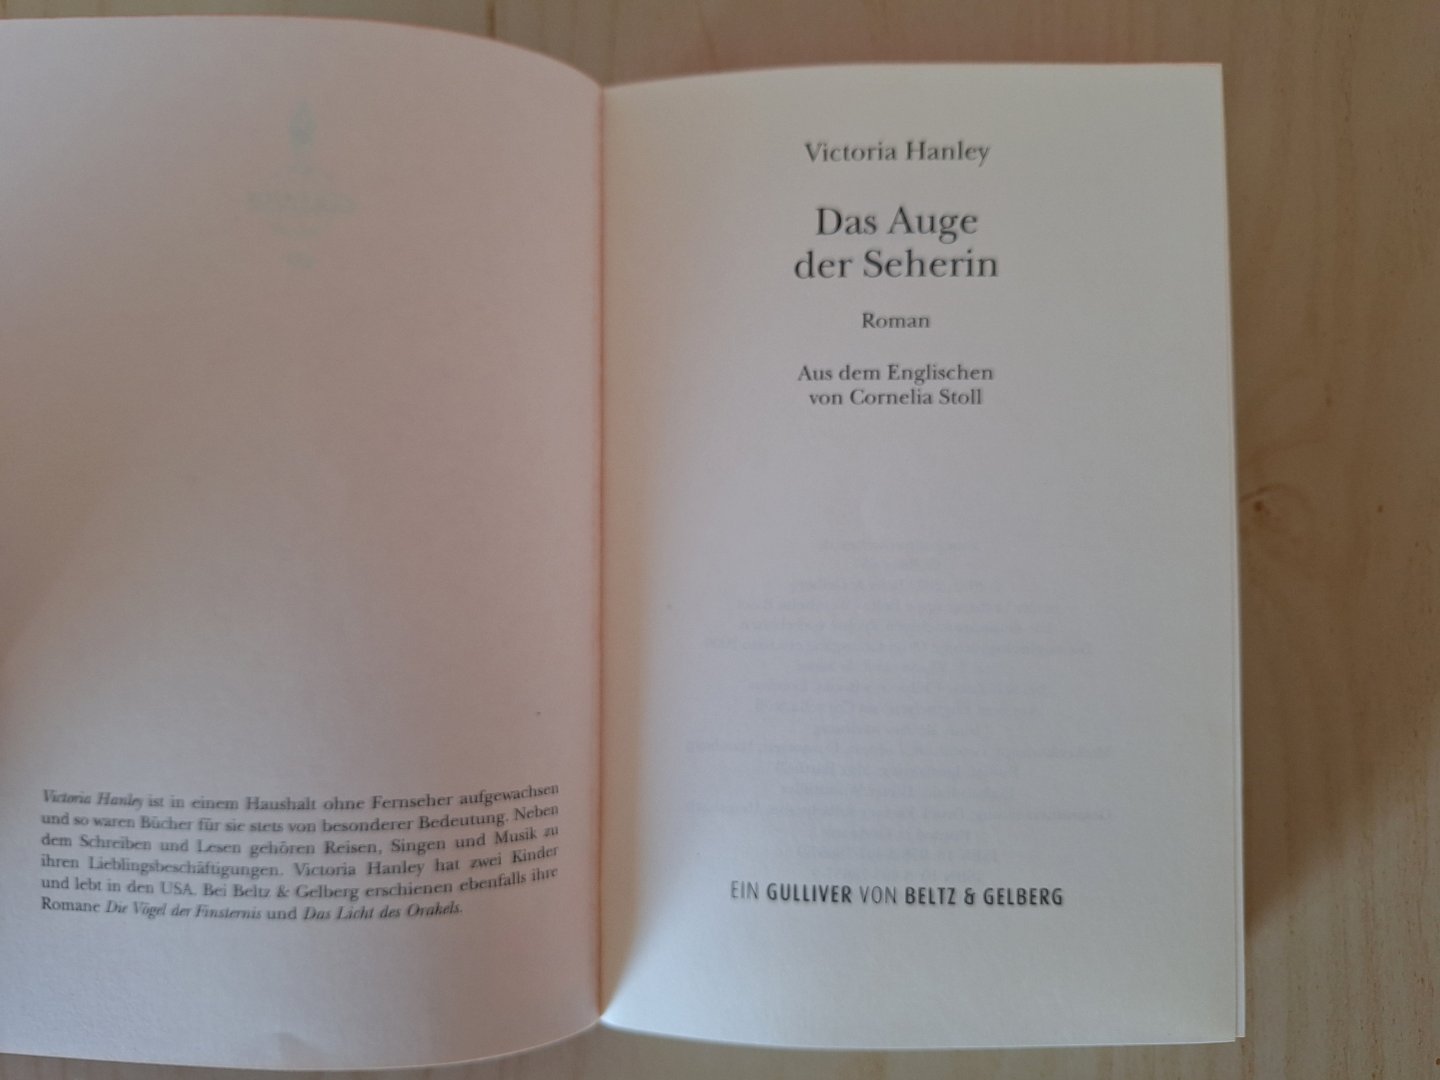 Victoria Hanley ist in einem Haushalt ohne Fernseher aufgewachsen
und so waren Bücher für sie stets von besonderer Bedeutung. Neben
dem Schreiben und Lesen gehören Reisen, Singen und Musik zu
ihren Lieblingsbeschäftigungen. Victoria Hanley hat zwei Kinder
und lebt in den USA. Bei Beltz & Gelberg erschienen ebenfalls ihre
Romane Die Vögel der Finsternis und Das Licht des Orakels.
Victoria Hanley
Das Auge
der Seherin
Roman
Aus dem Englischen
von Cornelia Stoll
EIN GULLIVER VON BELTZ & GELBERG